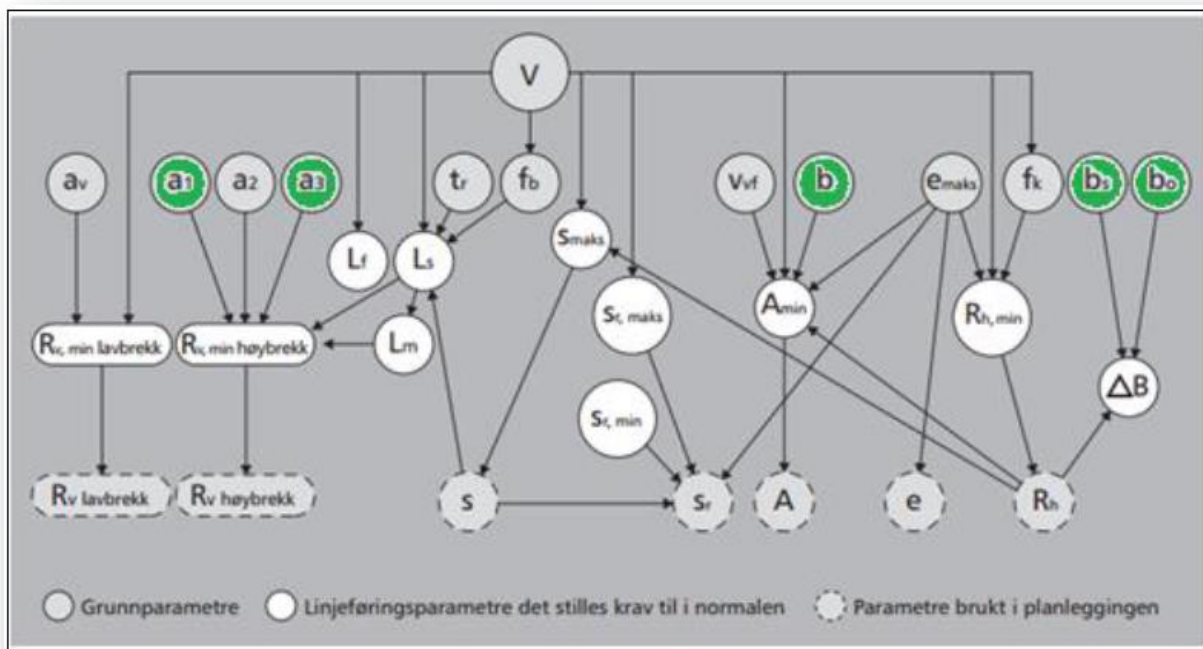 V
av a1 a2 a3 tr fb vvf b emaks fk bs bo
Lf Ls smaks
Amin Rh, min
sr, maks
Rv, min lavbrekk Rv, min høybrekk Lm
ΔB
sr, min
Rv lavbrekk Rv høybrekk s sr A e Rh
Grunnparametre Linjeføringsparametre det stilles krav til i normalen Parametre brukt i planleggingen